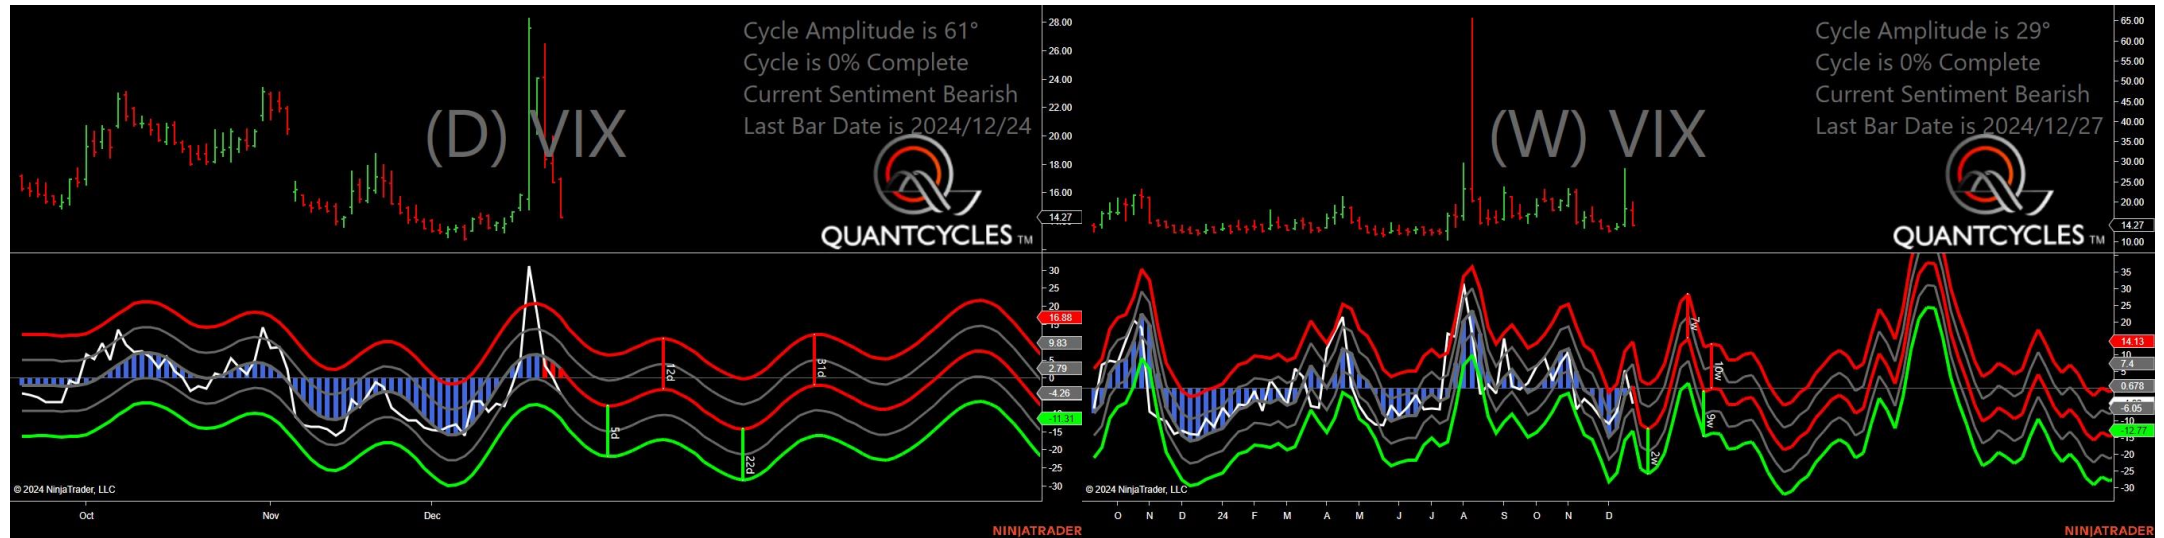 Cycle Amplitude is 61°
Cycle is 0% Complete
Current Sentiment Bearish
Last Bar Date is 2024/12/24
(D) VIX
QUANTCYCLES TM
28.00
26.00
24.00
22.00
20.00
18.00
16.00
14.27
30
25
20
16.88
15
9.83
2.79
0
-4.26
-11.31
-15
-20
-25
-30
5d
12d
22d
31d
© 2024 NinjaTrader, LLC
Oct Nov Dec
NINJATRADER
Cycle Amplitude is 29°
Cycle is 0% Complete
Current Sentiment Bearish
Last Bar Date is 2024/12/27
(W) VIX
QUANTCYCLES TM
65.00
60.00
55.00
50.00
45.00
40.00
35.00
30.00
25.00
20.00
14.27
10.00
35
30
25
20
14.13
10
7.4
5
0.678
-6.05
-10
-12.77
-15
-20
-25
-30
2w
7w
9w
10w
© 2024 NinjaTrader, LLC
O N D 24 F M A M J J A S O N D
NINJATRADER